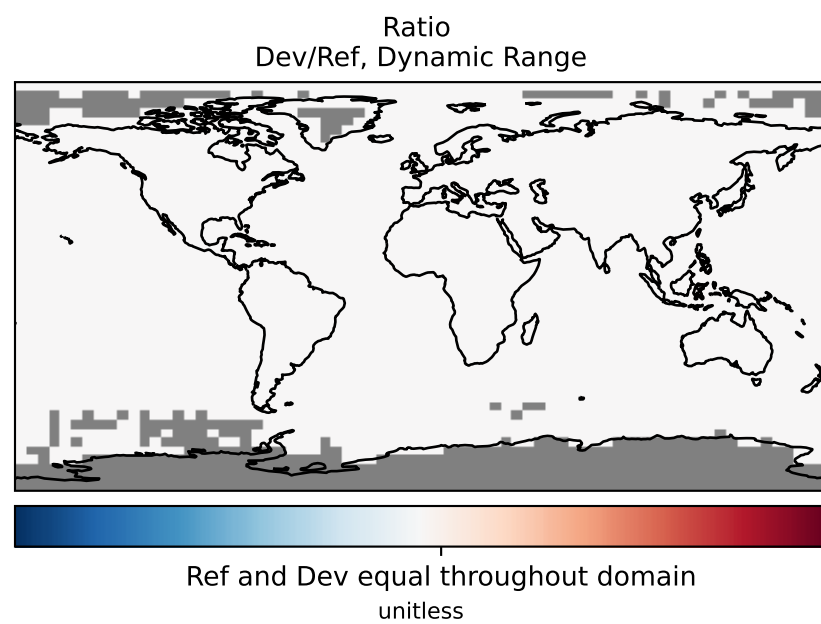 Ratio
Dev/Ref, Dynamic Range
Ref and Dev equal throughout domain
unitless